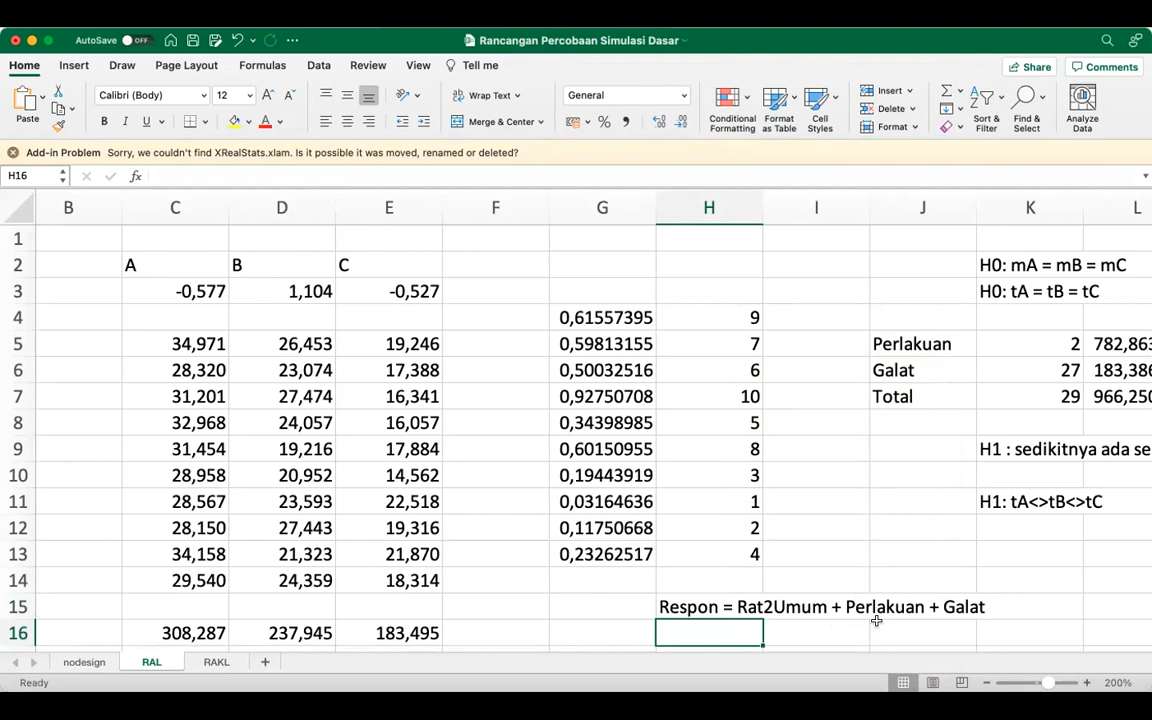 AutoSave OFF Rancangan Percobaan Simulasi Dasar
Home Insert Draw Page Layout Formulas Data Review View Tell me Share Comments
Paste Calibri (Body) 12 A A B I U A Wrap Text Merge & Center General % Conditional Formatting Format as Table Cell Styles Insert Delete Format Sort & Filter Find & Select Analyze Data
Add-in Problem Sorry, we couldn't find XRealStats.xlam. Is it possible it was moved, renamed or deleted?
H16 fx
B C D E F G H I J K L
1
2 A B C H0: mA = mB = mC
3 -0,577 1,104 -0,527 H0: tA = tB = tC
4 0,61557395 9
5 34,971 26,453 19,246 0,59813155 7 Perlakuan 2 782,863
6 28,320 23,074 17,388 0,50032516 6 Galat 27 183,386
7 31,201 27,474 16,341 0,92750708 10 Total 29 966,250
8 32,968 24,057 16,057 0,34398985 5
9 31,454 19,216 17,884 0,60150955 8 H1 : sedikitnya ada se
10 28,958 20,952 14,562 0,19443919 3
11 28,567 23,593 22,518 0,03164636 1 H1: tA<>tB<>tC
12 28,150 27,443 19,316 0,11750668 2
13 34,158 21,323 21,870 0,23262517 4
14 29,540 24,359 18,314
15 Respon = Rat2Umum + Perlakuan + Galat
16 308,287 237,945 183,495
nodesign RAL RAKL +
Ready 200%